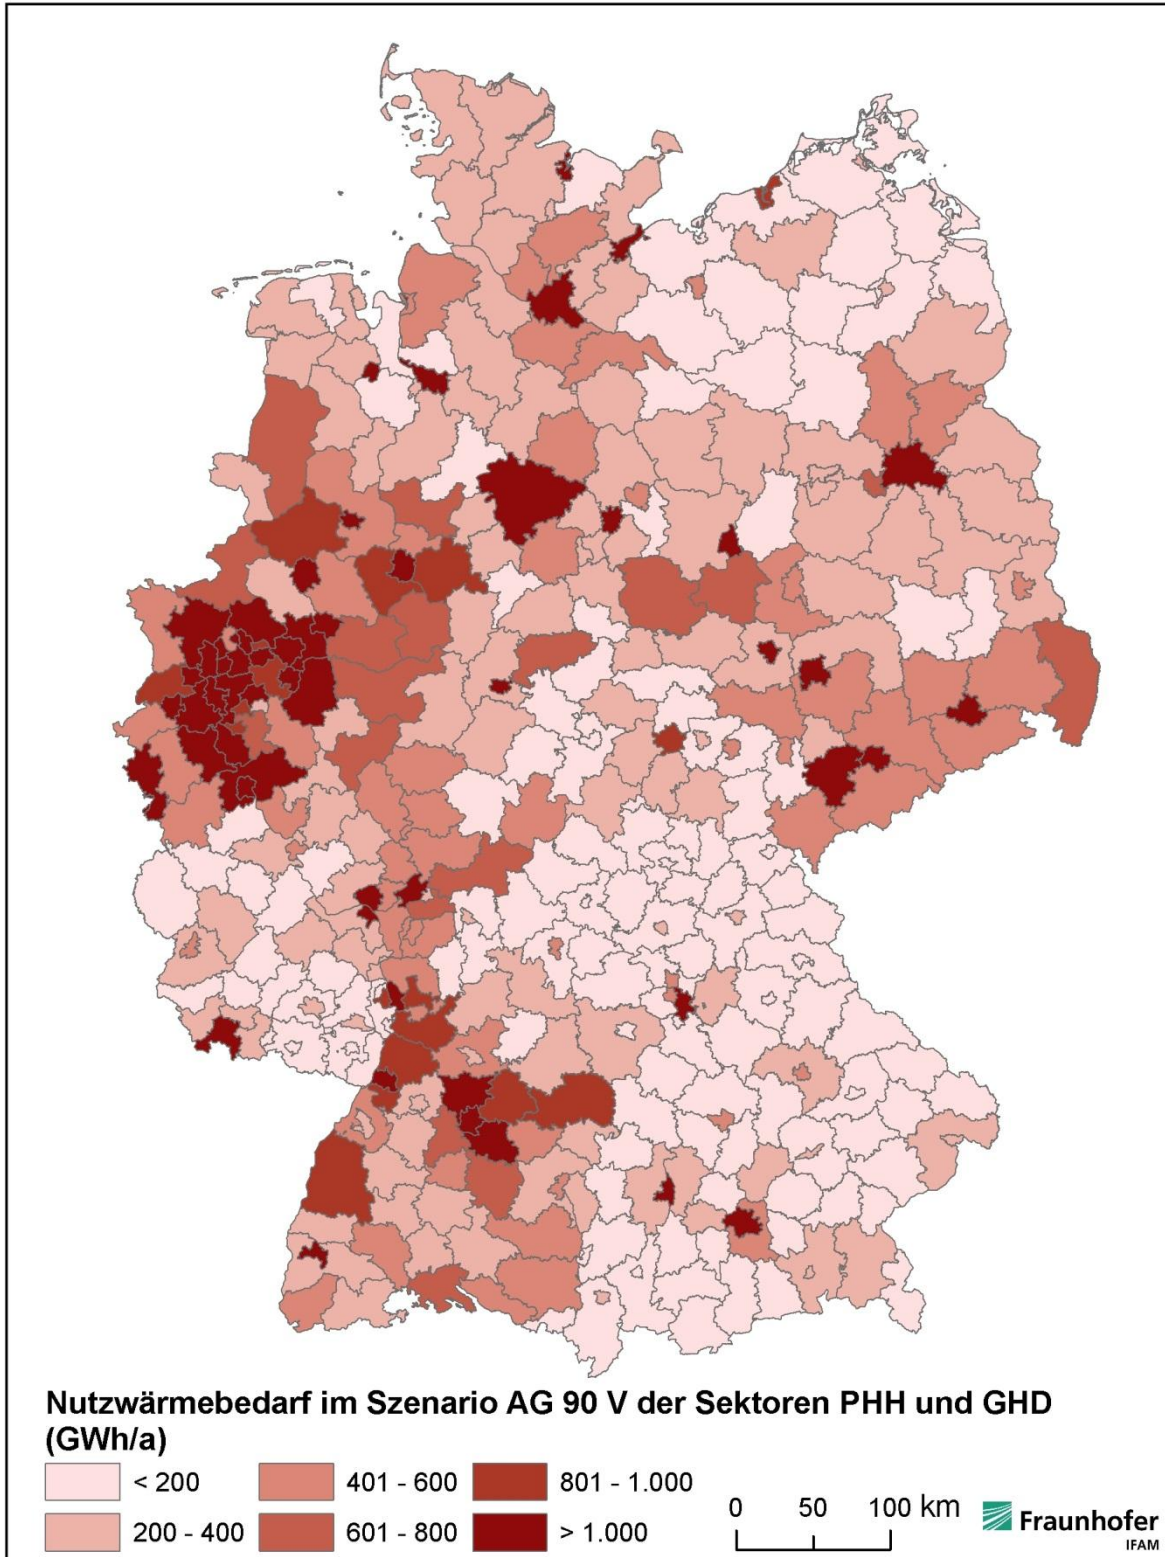 Nutzwärmebedarf im Szenario AG 90 V der Sektoren PHH und GHD
(GWh/a)
< 200
401 - 600
801 - 1.000
200 - 400
601 - 800
> 1.000
0 50 100 km
Fraunhofer
IFAM